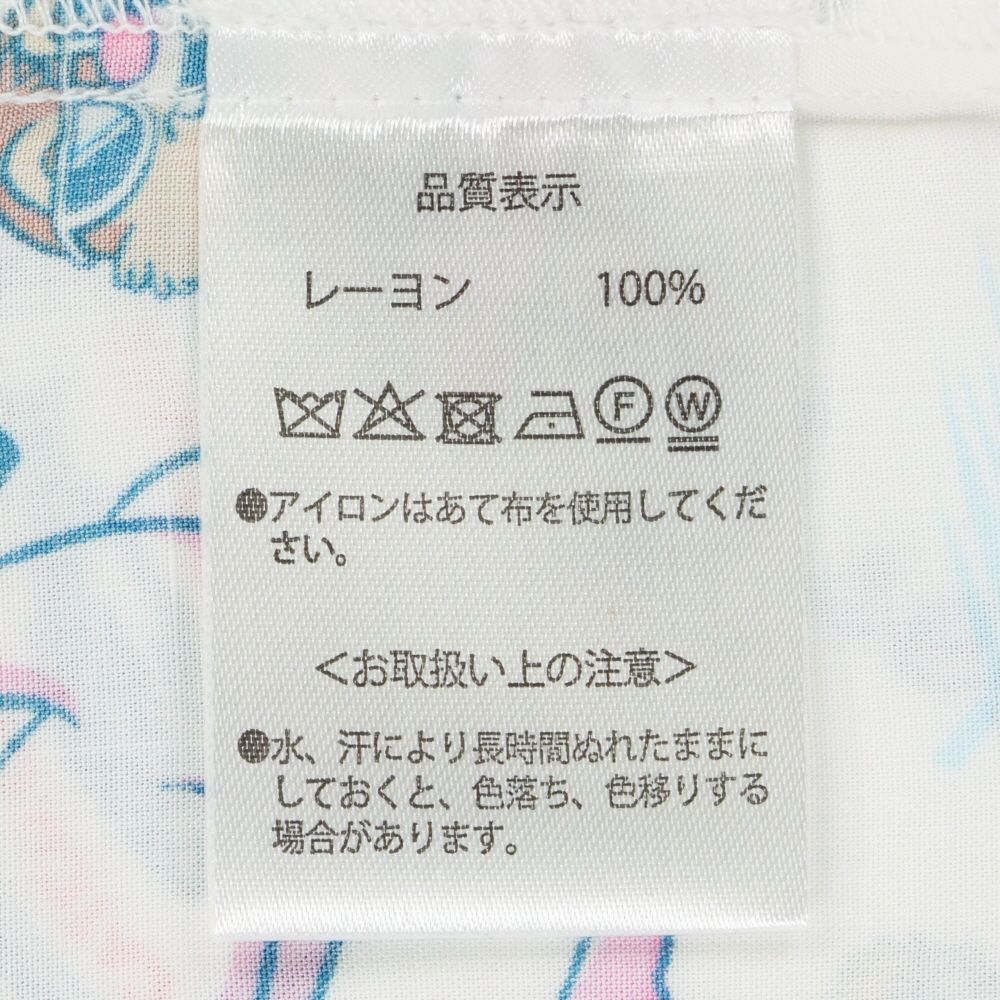 品質表示
レーヨン 100%
F W
●アイロンはあて布を使用してくだ
さい。
<お取扱い上の注意>
●水、汗により長時間ぬれたままに
しておくと、色落ち、色移りする
場合があります。